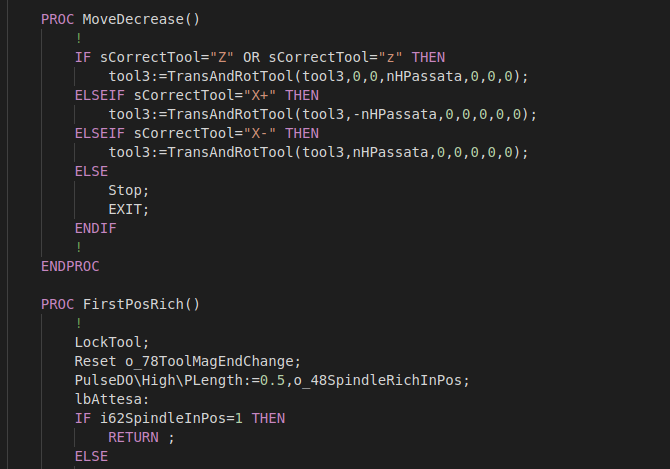 PROC MoveDecrease()
!
IF sCorrectTool="Z" OR sCorrectTool="z" THEN
tool3:=TransAndRotTool(tool3,0,0,nHPassata,0,0,0);
ELSEIF sCorrectTool="X+" THEN
tool3:=TransAndRotTool(tool3,-nHPassata,0,0,0,0,0);
ELSEIF sCorrectTool="X-" THEN
tool3:=TransAndRotTool(tool3,nHPassata,0,0,0,0,0);
ELSE
Stop;
EXIT;
ENDIF
!
ENDPROC
PROC FirstPosRich()
!
LockTool;
Reset o_78ToolMagEndChange;
PulseDO\High\PLength:=0.5,o_48SpindleRichInPos;
lbAttesa:
IF i62SpindleInPos=1 THEN
RETURN ;
ELSE